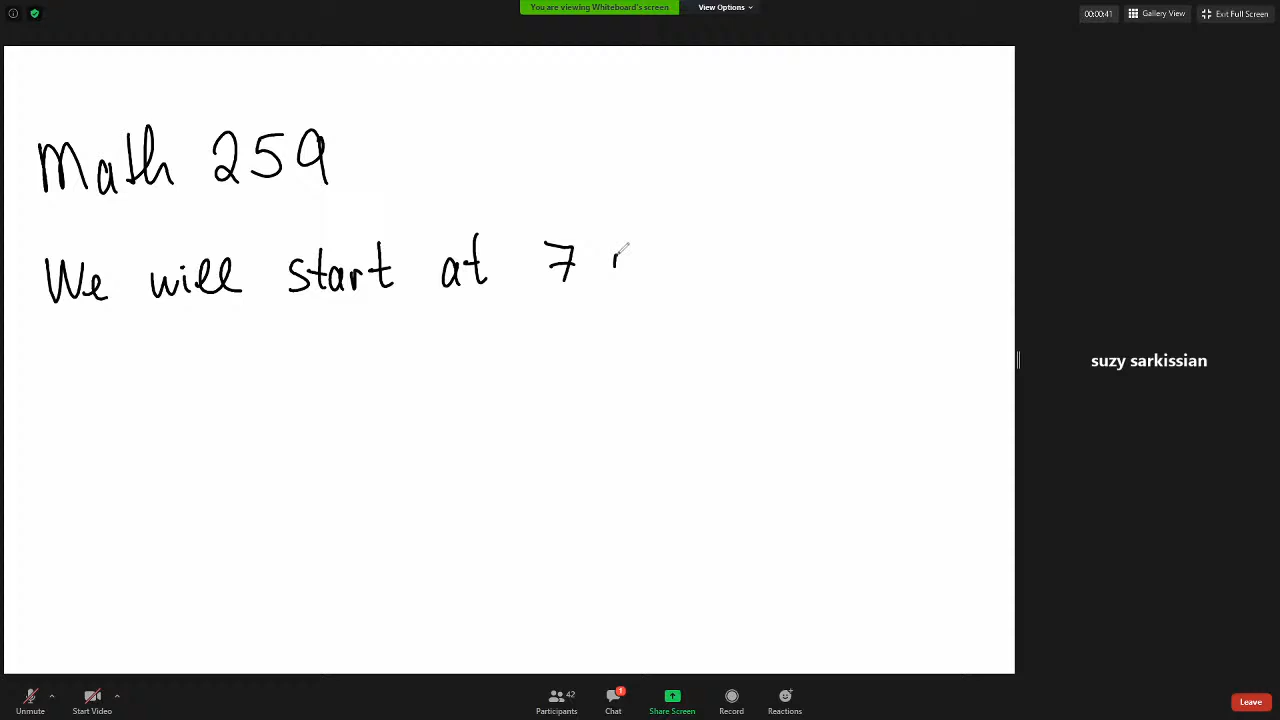 You are viewing Whiteboard's screen
View Options
00:00:41
Gallery View
Exit Full Screen
Math 259
We will start at 7
suzy sarkissian
Unmute
Start Video
42
Participants
1
Chat
Share Screen
Record
Reactions
Leave